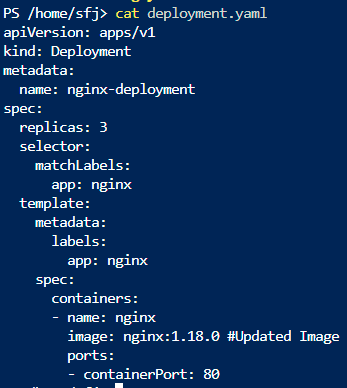 PS /home/sfj> cat deployment.yaml
apiVersion: apps/v1
kind: Deployment
metadata:
  name: nginx-deployment
spec:
  replicas: 3
  selector:
    matchLabels:
      app: nginx
  template:
    metadata:
      labels:
        app: nginx
    spec:
      containers:
      - name: nginx
        image: nginx:1.18.0 #Updated Image
        ports:
        - containerPort: 80